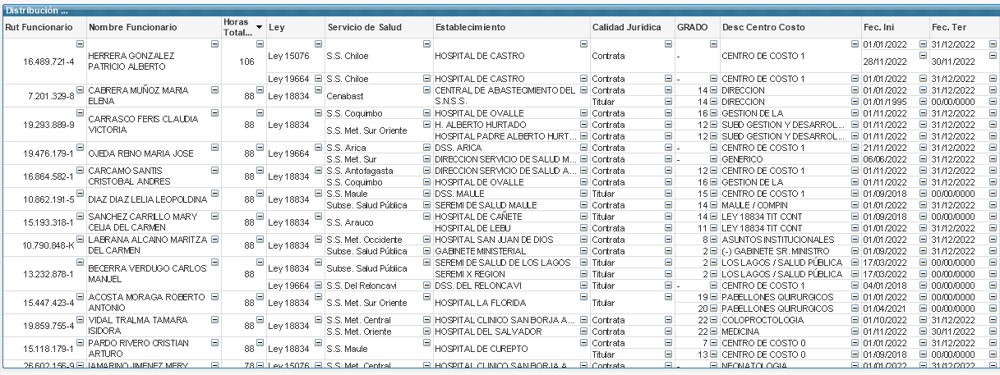 Distribución ...
Rut Funcionario Nombre Funcionario Horas Total... Ley Servicio de Salud Establecimiento Calidad Jurídica GRADO Desc Centro Costo Fec. Ini Fec. Ter
16.489.721-4 HERRERA GONZALEZ PATRICIO ALBERTO 106 Ley 15076 S.S. Chiloe HOSPITAL DE CASTRO Contrata - CENTRO DE COSTO 1 01/01/2022 31/12/2022
28/11/2022 30/11/2022
Ley 19664 S.S. Chiloe HOSPITAL DE CASTRO Contrata - CENTRO DE COSTO 1 01/01/2022 31/12/2022
7.201.329-8 CABRERA MUÑOZ MARIA ELENA 88 Ley 18834 Cenabast CENTRAL DE ABASTECIMIENTO DEL S.N.S.S. Contrata 14 DIRECCION 01/01/2022 31/12/2022
Titular 14 DIRECCION 01/01/1995 00/00/0000
19.293.889-9 CARRASCO FERIS CLAUDIA VICTORIA 88 Ley 18834 S.S. Coquimbo HOSPITAL DE OVALLE Contrata 16 GESTION DE LA 01/11/2022 31/12/2022
S.S. Met. Sur Oriente H. ALBERTO HURTADO Contrata 12 SUBD GESTION Y DESARROL... 01/11/2022 31/12/2022
HOSPITAL PADRE ALBERTO HURT... Contrata 12 SUBD GESTION Y DESARROL... 01/11/2022 31/12/2022
19.476.179-1 OJEDA REINO MARIA JOSE 88 Ley 19664 S.S. Arica DSS. ARICA Contrata - CENTRO DE COSTO 1 21/11/2022 31/12/2022
S.S. Met. Sur DIRECCION SERVICIO DE SALUD M... Contrata - GENERICO 06/06/2022 31/12/2022
16.864.582-1 CARCAMO SANTIS CRISTOBAL ANDRES 88 Ley 18834 S.S. Antofagasta DIRECCION SERVICIO DE SALUD A... Contrata 12 CENTRO DE COSTO 1 01/11/2022 31/12/2022
S.S. Coquimbo HOSPITAL DE OVALLE Contrata 16 GESTION DE LA 01/11/2022 31/12/2022
10.862.191-5 DIAZ DIAZ LELIA LEOPOLDINA 88 Ley 18834 S.S. Maule DSS. MAULE Titular 15 CENTRO DE COSTO 1 01/09/2018 00/00/0000
Subse. Salud Pública SEREMI DE SALUD MAULE Contrata 14 MAULE / COMPIN 01/01/2022 31/12/2022
15.193.318-1 SANCHEZ CARRILLO MARY CELIA DEL CARMEN 88 Ley 18834 S.S. Arauco HOSPITAL DE CAÑETE Titular 14 LEY 18834 TIT CONT 01/09/2018 00/00/0000
HOSPITAL DE LEBU Contrata 11 LEY 18834 TIT CONT 01/01/2022 31/12/2022
10.790.848-K LABRANA ALCAINO MARITZA DEL CARMEN 88 Ley 18834 S.S. Met. Occidente HOSPITAL SAN JUAN DE DIOS Contrata 8 ASUNTOS INSTITUCIONALES 01/01/2022 31/12/2022
Subse. Salud Pública GABINETE MINISTERIAL Contrata 2 (-) GABINETE SR. MINISTRO 01/09/2022 31/12/2022
13.232.878-1 BECERRA VERDUGO CARLOS MANUEL 88 Ley 18834 Subse. Salud Pública SEREMI DE SALUD DE LOS LAGOS Titular 2 LOS LAGOS / SALUD PÚBLICA 17/03/2022 00/00/0000
SEREMI X REGION Titular 2 LOS LAGOS / SALUD PÚBLICA 17/03/2022 00/00/0000
Ley 19664 S.S. Del Reloncavi DSS. DEL RELONCAVI Titular - CENTRO DE COSTO 1 04/01/2018 00/00/0000
15.447.423-4 ACOSTA MORAGA ROBERTO ANTONIO 88 Ley 18834 S.S. Met. Sur Oriente HOSPITAL LA FLORIDA Titular 19 PABELLONES QUIRURGICOS 01/01/2022 00/00/0000
20 PABELLONES QUIRURGICOS 01/04/2021 00/00/0000
19.859.755-4 VIDAL TRALMA TAMARA ISIDORA 88 Ley 18834 S.S. Met. Central HOSPITAL CLINICO SAN BORJA A... Contrata 22 COLOPROCTOLOGIA 01/10/2022 31/12/2022
S.S. Met. Oriente HOSPITAL DEL SALVADOR Contrata 22 MEDICINA 01/11/2022 30/11/2022
15.118.179-1 PARDO RIVERO CRISTIAN ARTURO 88 Ley 18834 S.S. Maule HOSPITAL DE CUREPTO Contrata 7 CENTRO DE COSTO 0 01/01/2022 31/12/2022
Titular 13 CENTRO DE COSTO 0 01/09/2018 00/00/0000
26.602.156-9 JAMARINO JIMENEZ MERY 78 Ley 15076 S.S. Met. Central HOSPITAL CLINICO SAN BORJA A... Contrata - NEONATOLOGIA 01/01/2022 31/12/2022